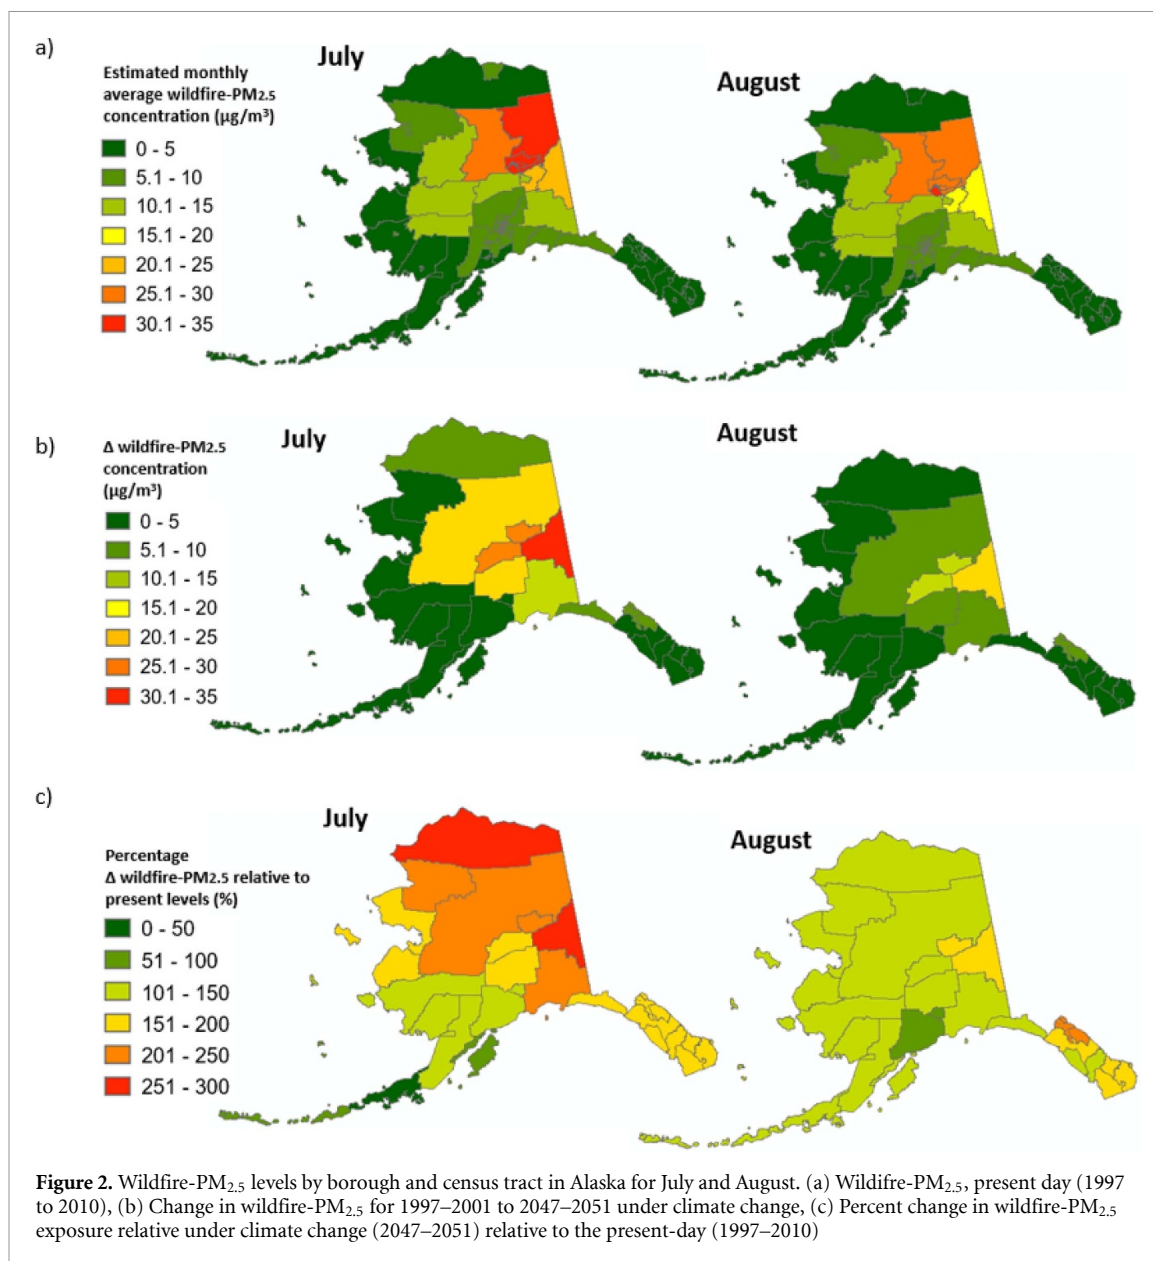 a)
July
August
Estimated monthly
average wildfire-PM2.5
concentration (µg/m³)
0 - 5
5.1 - 10
10.1 - 15
15.1 - 20
20.1 - 25
25.1 - 30
30.1 - 35
b)
July
August
Δ wildfire-PM2.5
concentration
(µg/m³)
0 - 5
5.1 - 10
10.1 - 15
15.1 - 20
20.1 - 25
25.1 - 30
30.1 - 35
c)
July
August
Percentage
Δ wildfire-PM2.5 relative to
present levels (%)
0 - 50
51 - 100
101 - 150
151 - 200
201 - 250
251 - 300
Figure 2. Wildfire-PM2.5 levels by borough and census tract in Alaska for July and August. (a) Wildifre-PM2.5, present day (1997
to 2010), (b) Change in wildfire-PM2.5 for 1997–2001 to 2047–2051 under climate change, (c) Percent change in wildfire-PM2.5
exposure relative under climate change (2047–2051) relative to the present-day (1997–2010)